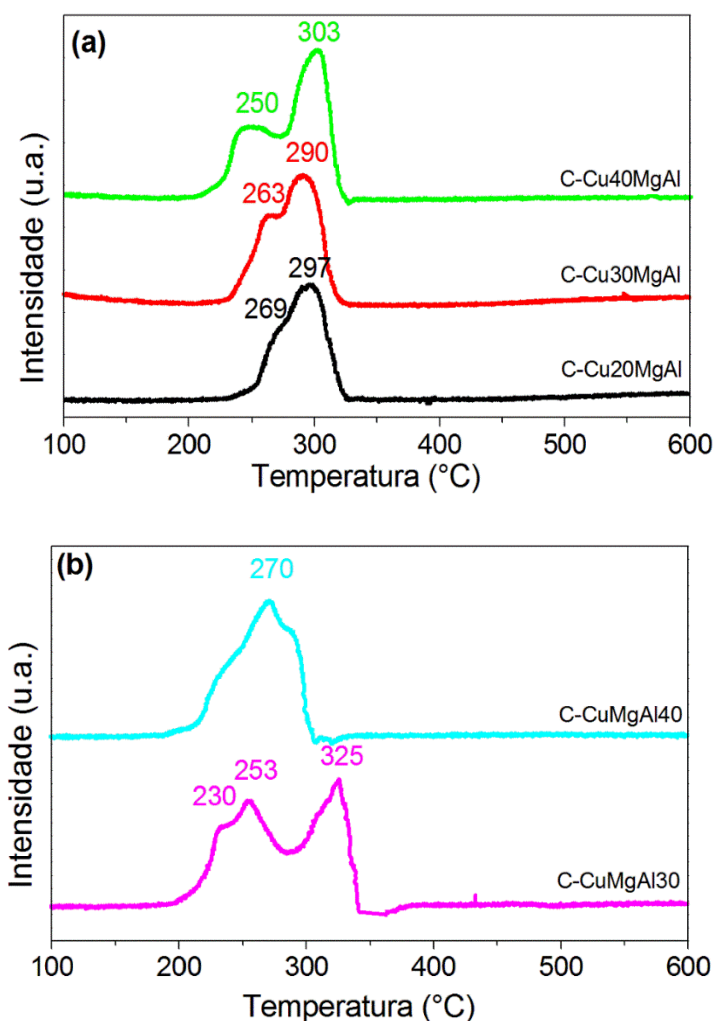 (a)
303
250
C-Cu40MgAl
290
263
C-Cu30MgAl
297
269
C-Cu20MgAl
Intensidade (u.a.)
100 200 300 400 500 600
Temperatura (°C)
(b)
270
C-CuMgAl40
325
253
230
C-CuMgAl30
Intensidade (u.a.)
100 200 300 400 500 600
Temperatura (°C)